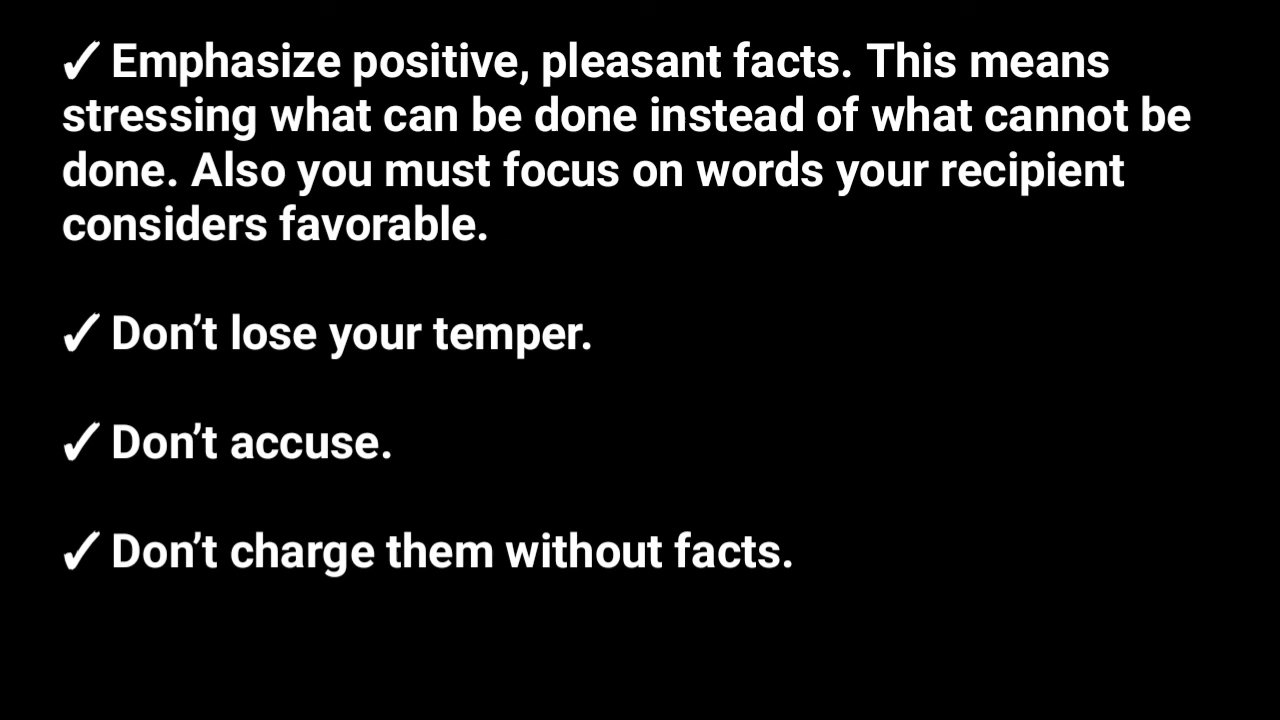 ✓ Emphasize positive, pleasant facts. This means
stressing what can be done instead of what cannot be
done. Also you must focus on words your recipient
considers favorable.
✓ Don’t lose your temper.
✓ Don’t accuse.
✓ Don’t charge them without facts.